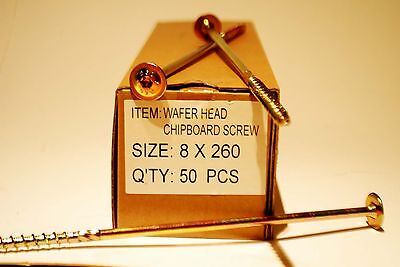 ITEM: WAFER HEAD
CHIPBOARD SCREW
SIZE: 8 X 260
Q'TY: 50 PCS